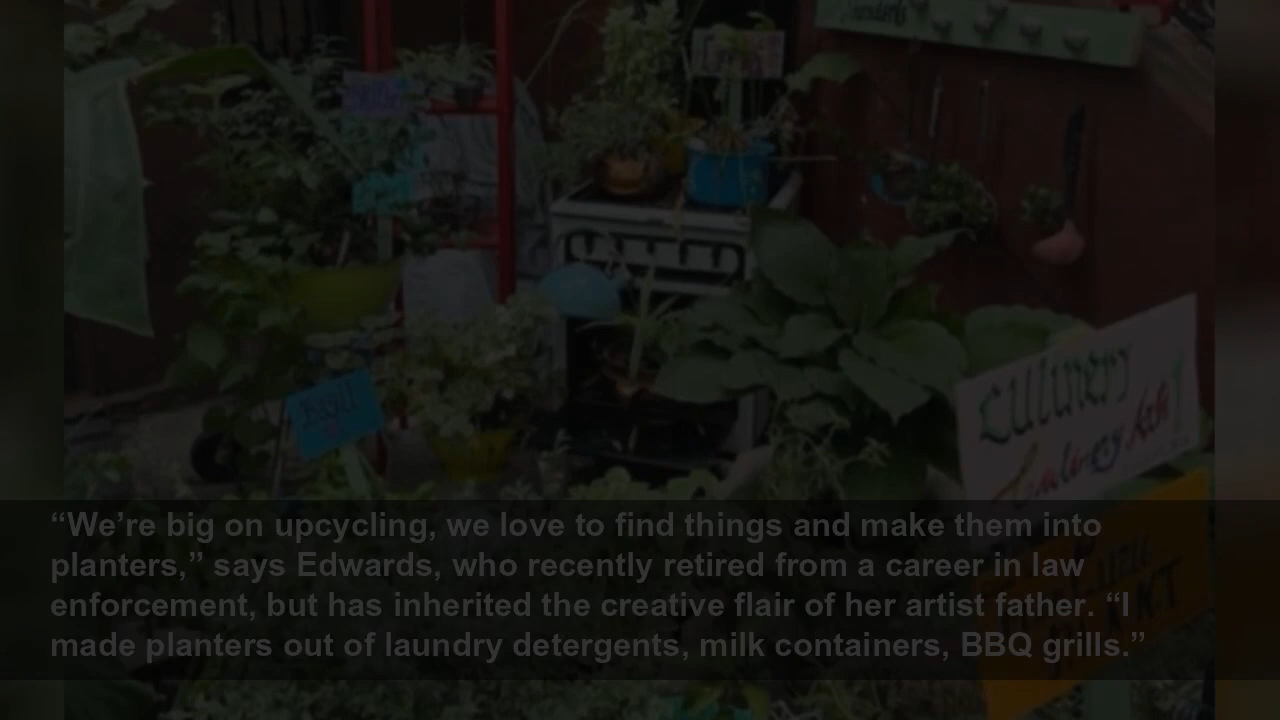 Culinery
BASIL
“We’re big on upcycling, we love to find things and make them into
planters,” says Edwards, who recently retired from a career in law
enforcement, but has inherited the creative flair of her artist father. “I
made planters out of laundry detergents, milk containers, BBQ grills.”